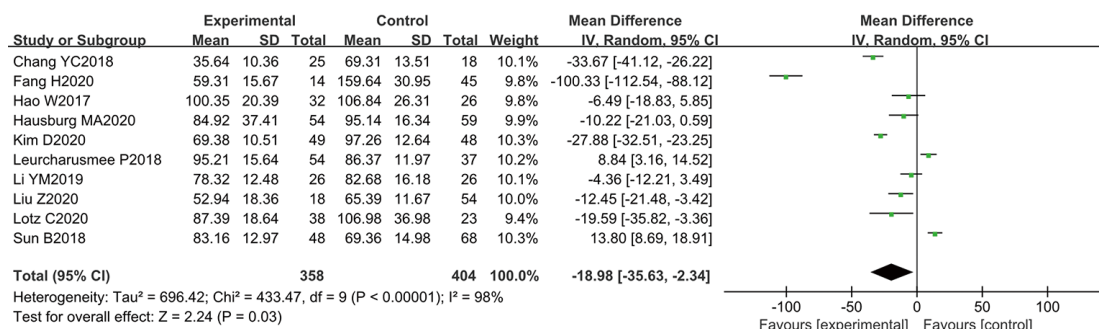 Experimental Control Mean Difference Mean Difference
Study or Subgroup Mean SD Total Mean SD Total Weight IV, Random, 95% CI IV, Random, 95% CI
Chang YC2018 35.64 10.36 25 69.31 13.51 18 10.1% -33.67 [-41.12, -26.22]
Fang H2020 59.31 15.67 14 159.64 30.95 45 9.8% -100.33 [-112.54, -88.12]
Hao W2017 100.35 20.39 32 106.84 26.31 26 9.8% -6.49 [-18.83, 5.85]
Hausburg MA2020 84.92 37.41 54 95.14 16.34 59 9.9% -10.22 [-21.03, 0.59]
Kim D2020 69.38 10.51 49 97.26 12.64 48 10.3% -27.88 [-32.51, -23.25]
Leurcharusmee P2018 95.21 15.64 54 86.37 11.97 37 10.2% 8.84 [3.16, 14.52]
Li YM2019 78.32 12.48 26 82.68 16.18 26 10.1% -4.36 [-12.21, 3.49]
Liu Z2020 52.94 18.36 18 65.39 11.67 54 10.0% -12.45 [-21.48, -3.42]
Lotz C2020 87.39 18.64 38 106.98 36.98 23 9.4% -19.59 [-35.82, -3.36]
Sun B2018 83.16 12.97 48 69.36 14.98 68 10.3% 13.80 [8.69, 18.91]
Total (95% CI) 358 404 100.0% -18.98 [-35.63, -2.34]
Heterogeneity: Tau² = 696.42; Chi² = 433.47, df = 9 (P < 0.00001); I² = 98%
Test for overall effect: Z = 2.24 (P = 0.03)
-100 -50 0 50 100
Favours [experimental] Favours [control]